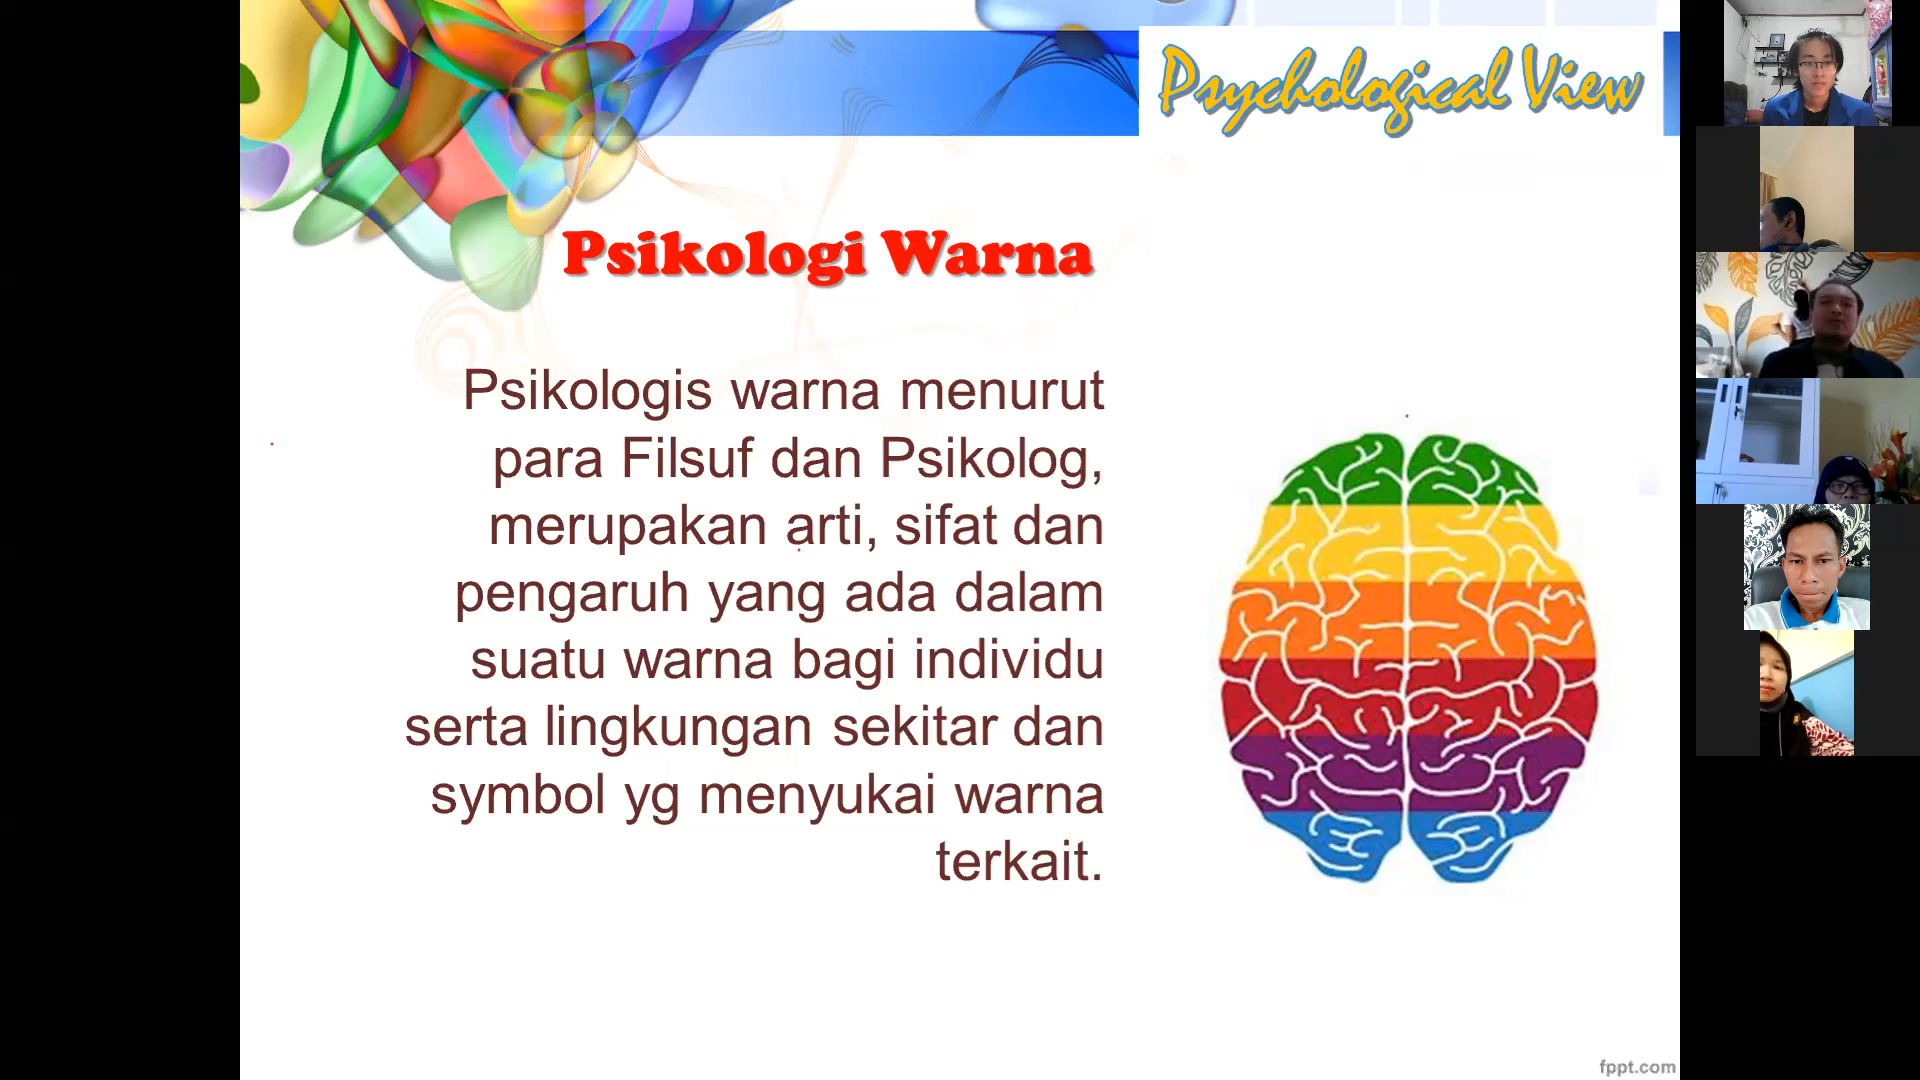 Psychological View
Psikologi Warna
Psikologis warna menurut
para Filsuf dan Psikolog,
merupakan arti, sifat dan
pengaruh yang ada dalam
suatu warna bagi individu
serta lingkungan sekitar dan
symbol yg menyukai warna
terkait.
fppt.com